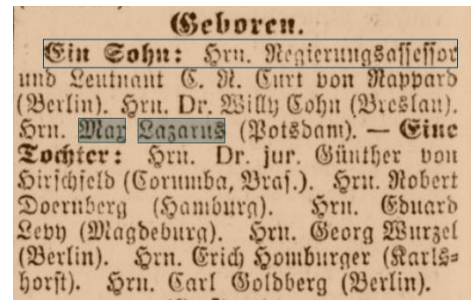 Geboren.
Ein Sohn: Hrn. Regierungsassessor
und Leutnant C. R. Curt von Rappard
(Berlin). Hrn. Dr. Willy Cohn (Breslau).
Hrn. Max Lazarus (Potsdam). — Eine
Tochter: Hrn. Dr. jur. Günther von
Hirschfeld (Corumba, Bras.). Hrn. Robert
Doernberg (Hamburg). Hrn. Eduard
Levy (Magdeburg). Hrn. Georg Wurzel
(Berlin). Hrn. Erich Homburger (Karls-
horst). Hrn. Carl Goldberg (Berlin).